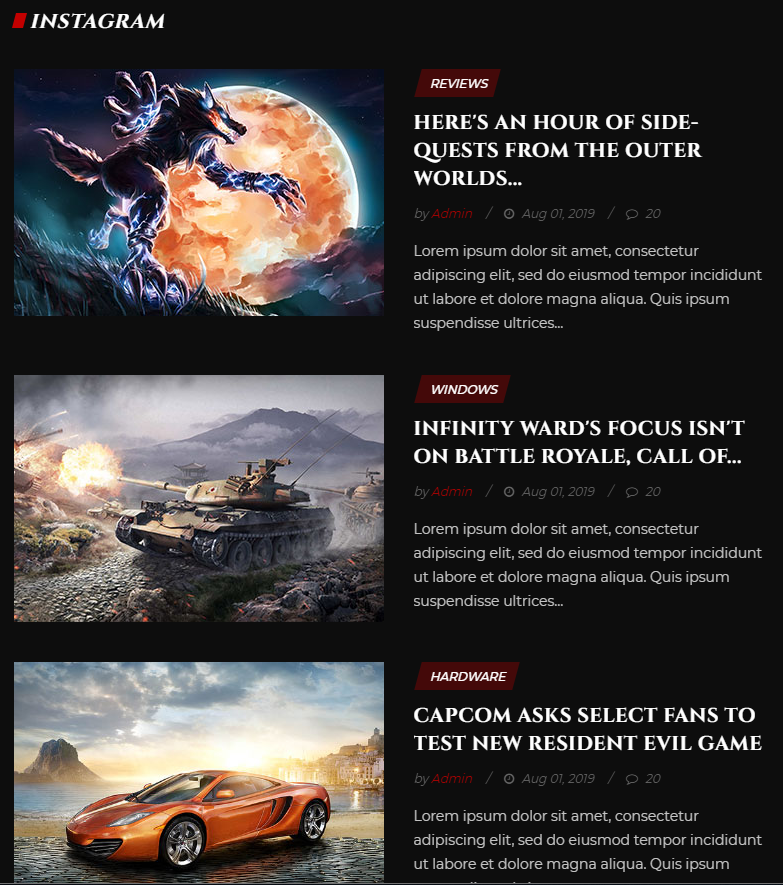 INSTAGRAM
REVIEWS
HERE'S AN HOUR OF SIDE-
QUESTS FROM THE OUTER
WORLDS...
by Admin / Aug 01, 2019 / 20
Lorem ipsum dolor sit amet, consectetur
adipiscing elit, sed do eiusmod tempor incididunt
ut labore et dolore magna aliqua. Quis ipsum
suspendisse ultrices...
WINDOWS
INFINITY WARD'S FOCUS ISN'T
ON BATTLE ROYALE, CALL OF...
by Admin / Aug 01, 2019 / 20
Lorem ipsum dolor sit amet, consectetur
adipiscing elit, sed do eiusmod tempor incididunt
ut labore et dolore magna aliqua. Quis ipsum
suspendisse ultrices...
HARDWARE
CAPCOM ASKS SELECT FANS TO
TEST NEW RESIDENT EVIL GAME
by Admin / Aug 01, 2019 / 20
Lorem ipsum dolor sit amet, consectetur
adipiscing elit, sed do eiusmod tempor incididunt
ut labore et dolore magna aliqua. Quis ipsum